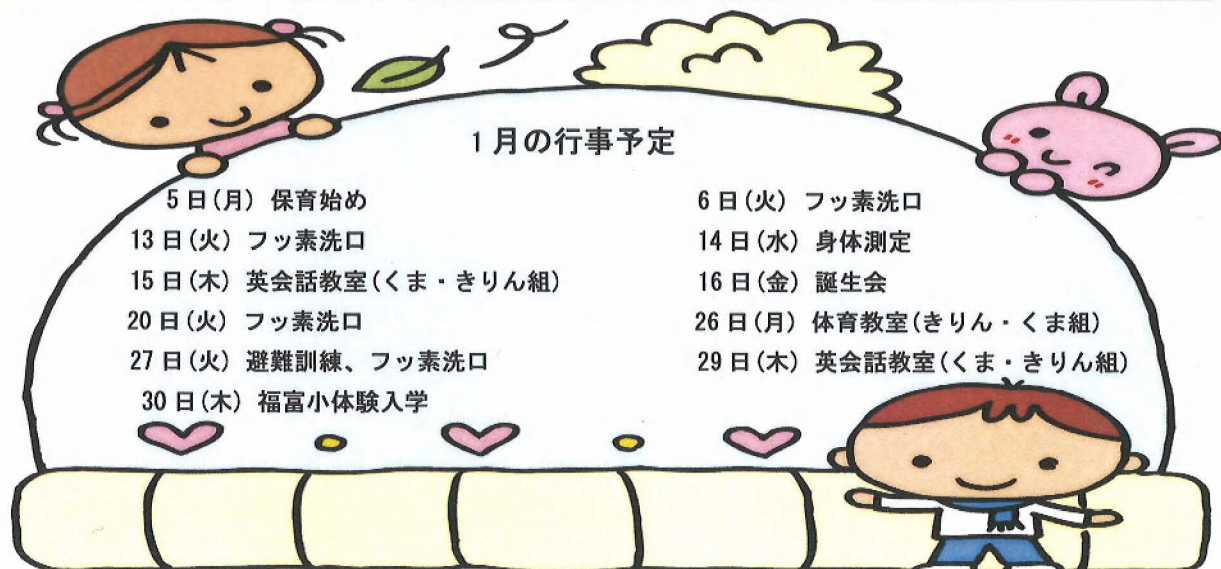 1月の行事予定
5日(月) 保育始め
6日(火) フッ素洗口
13日(火) フッ素洗口
14日(水) 身体測定
15日(木) 英会話教室(くま・きりん組)
16日(金) 誕生会
20日(火) フッ素洗口
26日(月) 体育教室(きりん・くま組)
27日(火) 避難訓練、フッ素洗口
29日(木) 英会話教室(くま・きりん組)
30日(木) 福富小体験入学